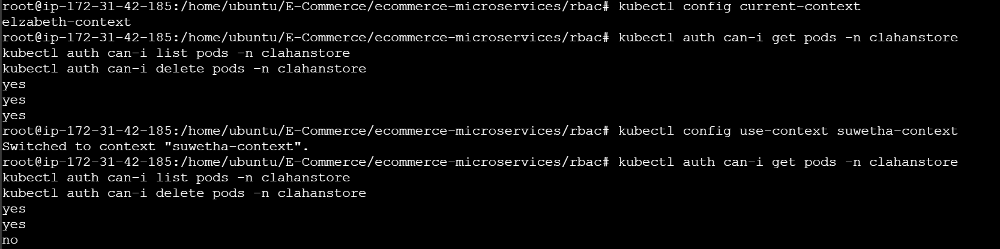 root@ip-172-31-42-185:/home/ubuntu/E-Commerce/ecommerce-microservices/rbac# kubectl config current-context
elzabeth-context
root@ip-172-31-42-185:/home/ubuntu/E-Commerce/ecommerce-microservices/rbac# kubectl auth can-i get pods -n clahanstore
kubectl auth can-i list pods -n clahanstore
kubectl auth can-i delete pods -n clahanstore
yes
yes
yes
root@ip-172-31-42-185:/home/ubuntu/E-Commerce/ecommerce-microservices/rbac# kubectl config use-context suwetha-context
Switched to context "suwetha-context".
root@ip-172-31-42-185:/home/ubuntu/E-Commerce/ecommerce-microservices/rbac# kubectl auth can-i get pods -n clahanstore
kubectl auth can-i list pods -n clahanstore
kubectl auth can-i delete pods -n clahanstore
yes
yes
no